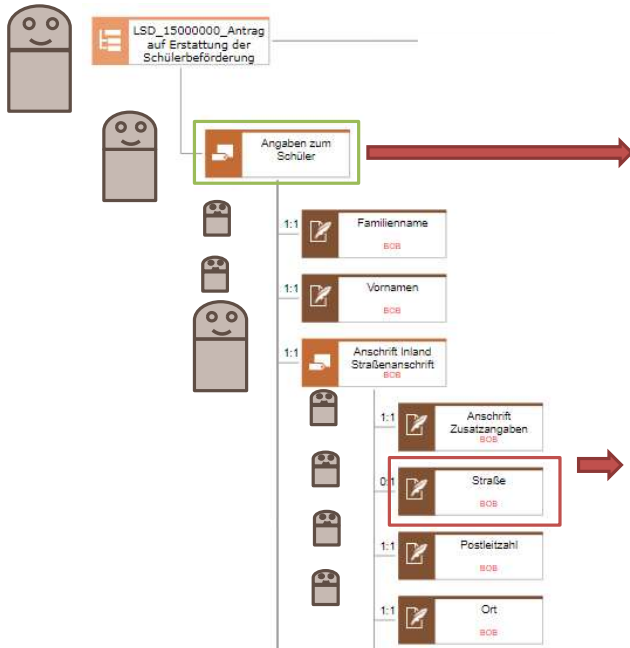 LSD_15000000_Antrag
auf Erstattung der
Schülerbeförderung
Angaben zum
Schüler
1:1
Familienname
BOB
1:1
Vornamen
BOB
1:1
Anschrift Inland
Straßenanschrift
BOB
1:1
Anschrift
Zusatzangaben
BOB
0:1
Straße
BOB
1:1
Postleitzahl
BOB
1:1
Ort
BOB